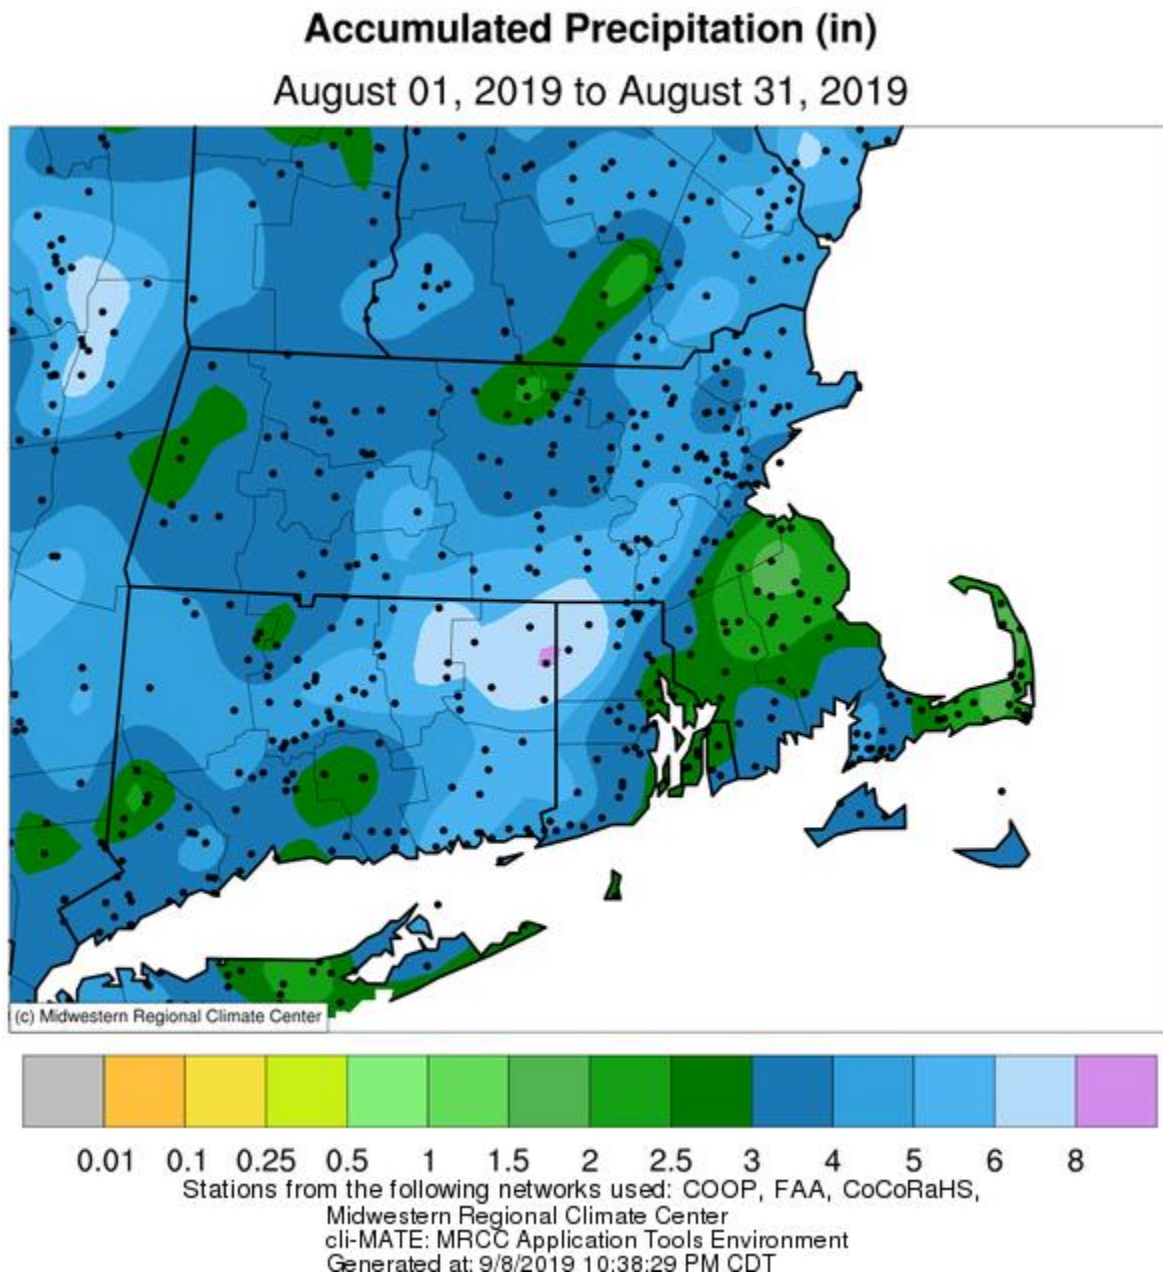 Accumulated Precipitation (in)
August 01, 2019 to August 31, 2019
(c) Midwestern Regional Climate Center
0.01 0.1 0.25 0.5 1 1.5 2 2.5 3 4 5 6 8
Stations from the following networks used: COOP, FAA, CoCoRaHS,
Midwestern Regional Climate Center
cli-MATE: MRCC Application Tools Environment
Generated at: 9/8/2019 10:38:29 PM CDT